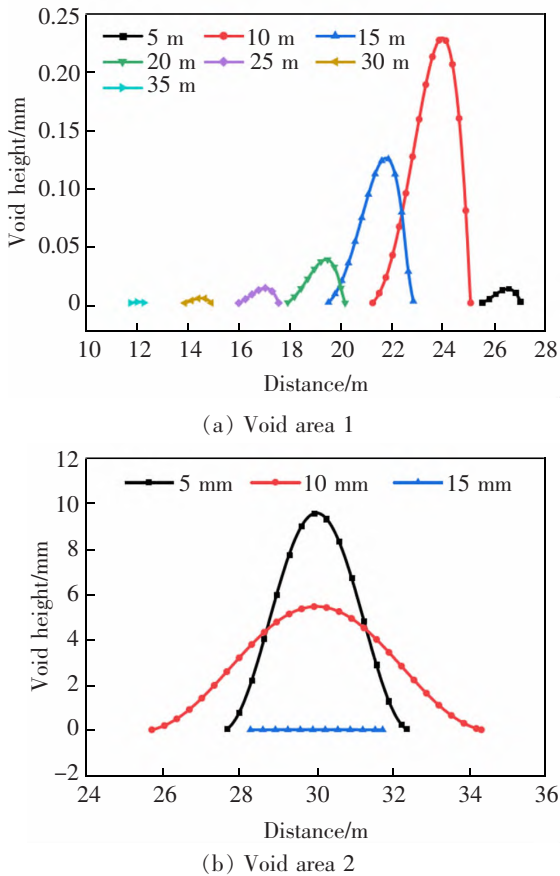 0.25
5 m 10 m 15 m
20 m 25 m 30 m
35 m
0.20
0.15
0.10
0.05
0
Void height/mm
10 12 14 16 18 20 22 24 26 28
Distance/m
(a) Void area 1
12
5 mm 10 mm 15 mm
10
8
6
4
2
0
−2
Void height/mm
24 26 28 30 32 34 36
Distance/m
(b) Void area 2